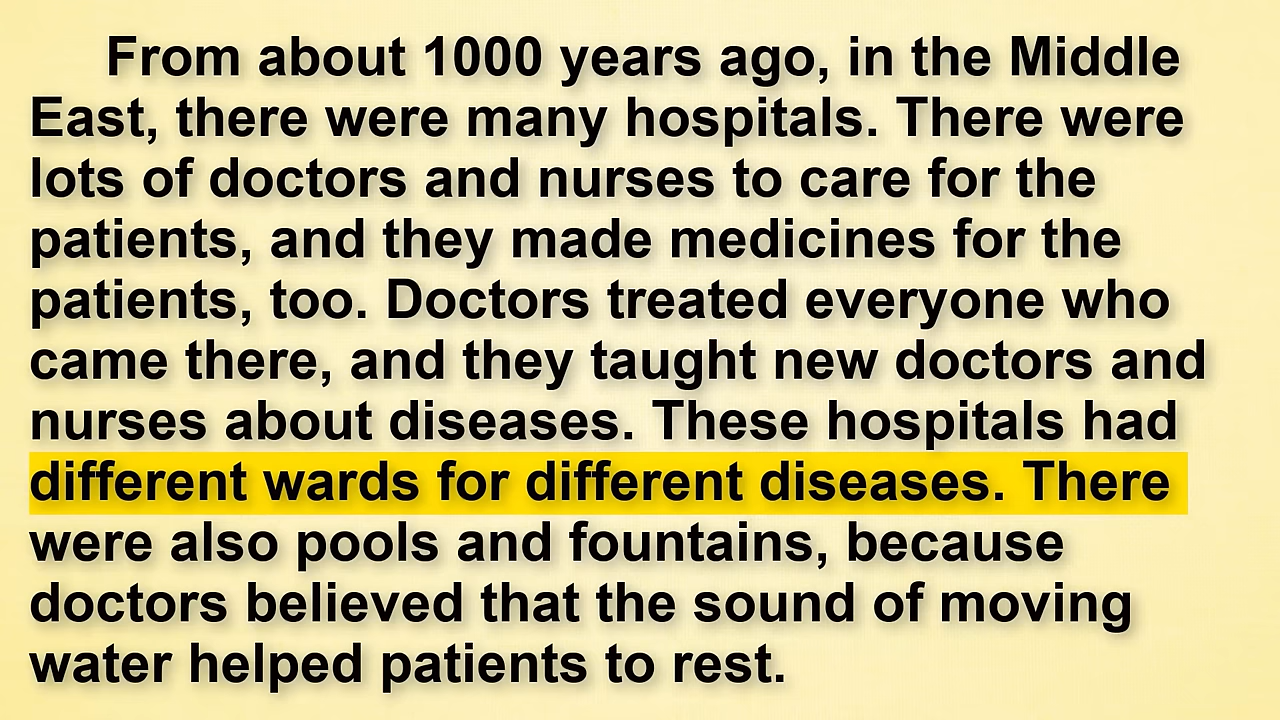 From about 1000 years ago, in the Middle
East, there were many hospitals. There were
lots of doctors and nurses to care for the
patients, and they made medicines for the
patients, too. Doctors treated everyone who
came there, and they taught new doctors and
nurses about diseases. These hospitals had
different wards for different diseases. There
were also pools and fountains, because
doctors believed that the sound of moving
water helped patients to rest.